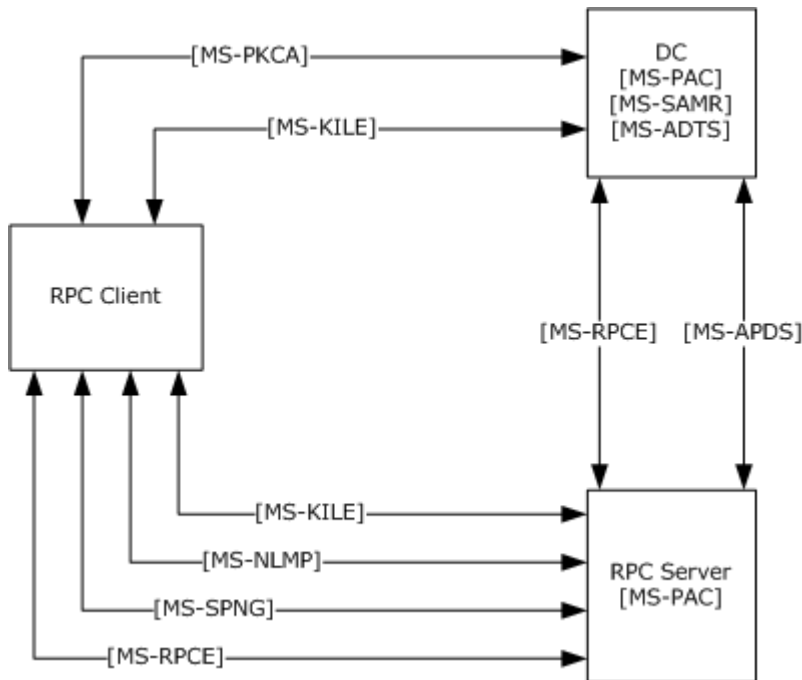 [MS-PKCA]
DC
[MS-PAC]
[MS-SAMR]
[MS-ADTS]
[MS-KILE]
RPC Client
[MS-RPCE]
[MS-APDS]
[MS-KILE]
[MS-NLMP]
RPC Server
[MS-PAC]
[MS-SPNG]
[MS-RPCE]